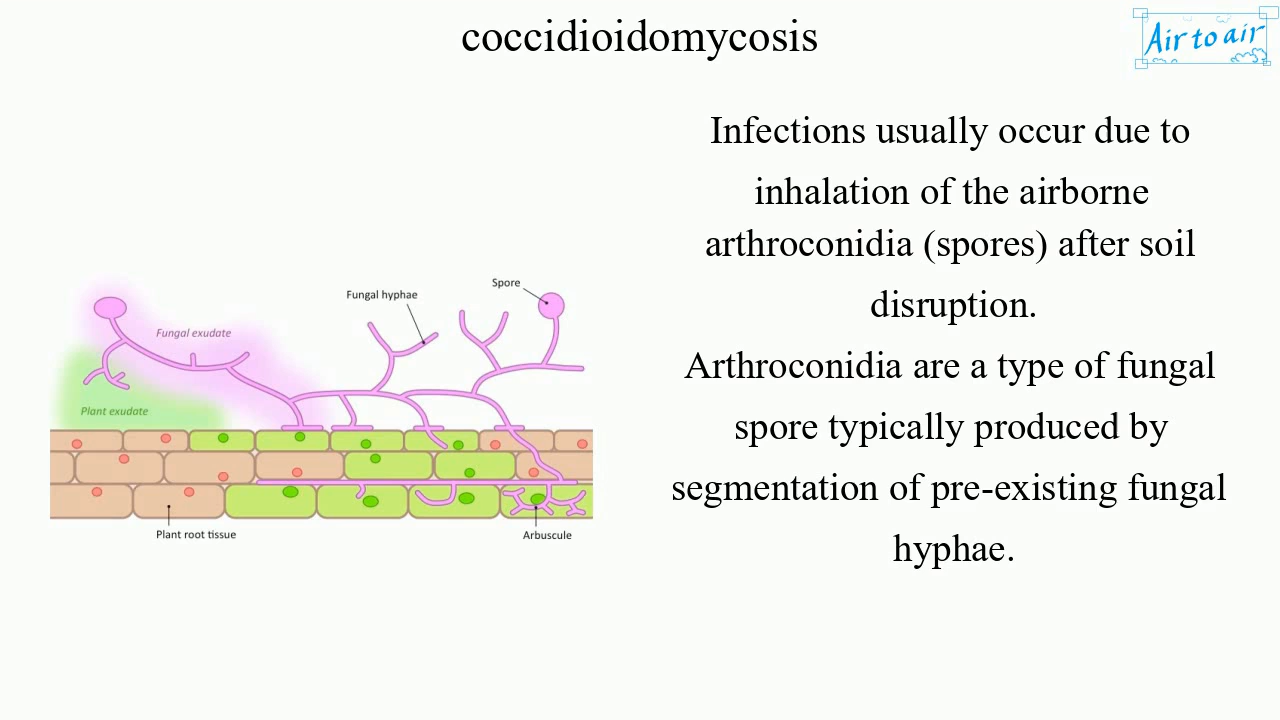 coccidioidomycosis
Air to air
Infections usually occur due to
inhalation of the airborne
arthroconidia (spores) after soil
disruption.
Arthroconidia are a type of fungal
spore typically produced by
segmentation of pre-existing fungal
hyphae.
Spore
Fungal hyphae
Fungal exudate
Plant exudate
Plant root tissue
Arbuscule